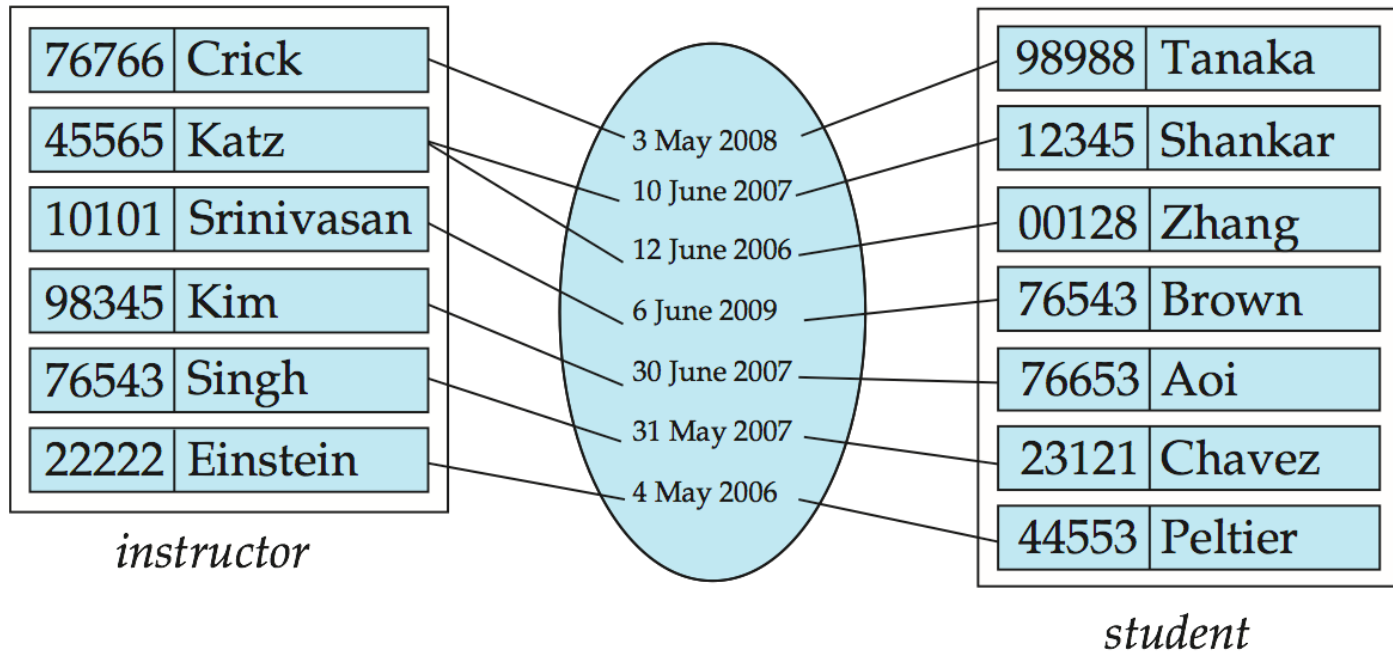 76766 Crick
45565 Katz
10101 Srinivasan
98345 Kim
76543 Singh
22222 Einstein
instructor
3 May 2008
10 June 2007
12 June 2006
6 June 2009
30 June 2007
31 May 2007
4 May 2006
98988 Tanaka
12345 Shankar
00128 Zhang
76543 Brown
76653 Aoi
23121 Chavez
44553 Peltier
student